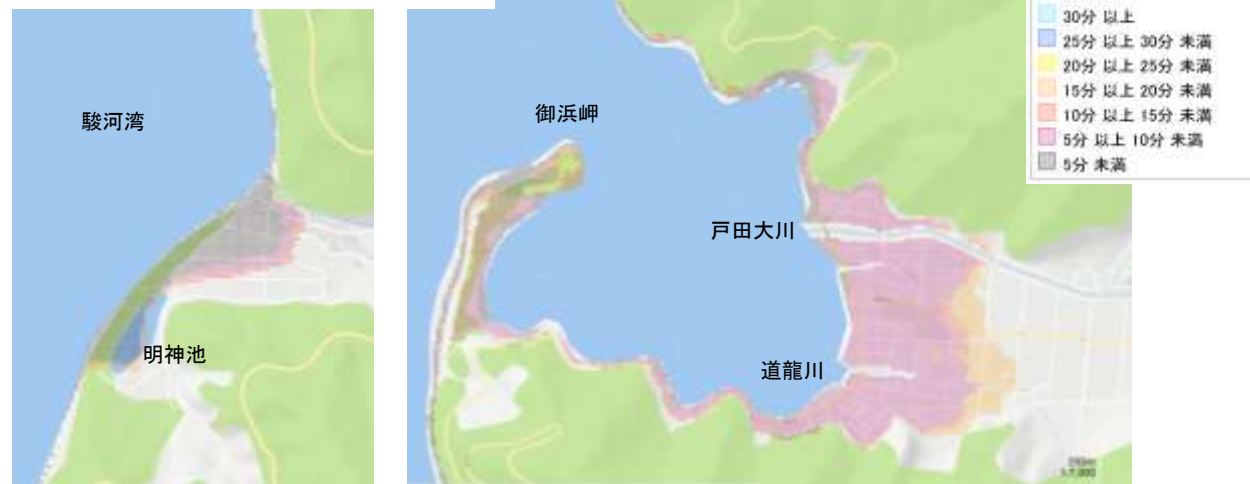 駿河湾
明神池
御浜岬
戸田大川
道龍川
30分 以上
25分 以上 30分 未満
20分 以上 25分 未満
15分 以上 20分 未満
10分 以上 15分 未満
5分 以上 10分 未満
5分 未満